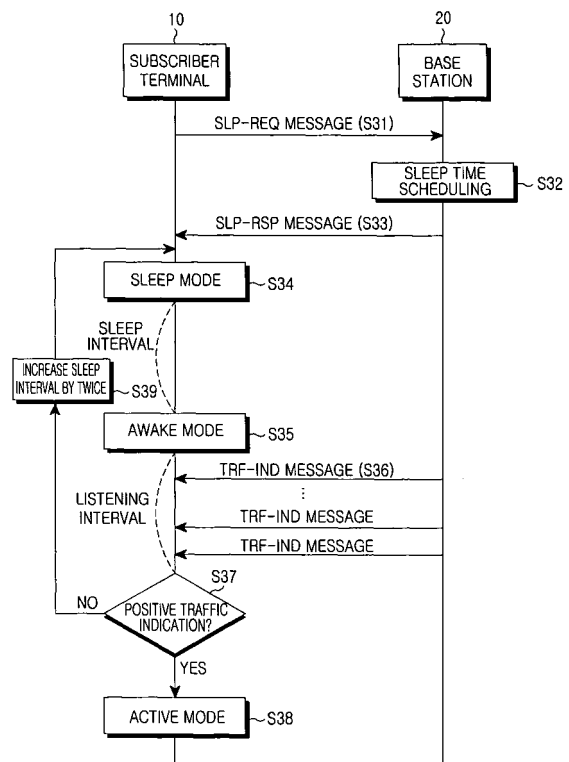 10
20
SUBSCRIBER
TERMINAL
BASE
STATION
SLP-REQ MESSAGE (S31)
SLEEP TIME
SCHEDULING
S32
SLP-RSP MESSAGE (S33)
SLEEP MODE
S34
SLEEP
INTERVAL
INCREASE SLEEP
INTERVAL BY TWICE
S39
AWAKE MODE
S35
TRF-IND MESSAGE (S36)
LISTENING
INTERVAL
TRF-IND MESSAGE
TRF-IND MESSAGE
S37
NO
POSITIVE TRAFFIC
INDICATION?
YES
ACTIVE MODE
S38